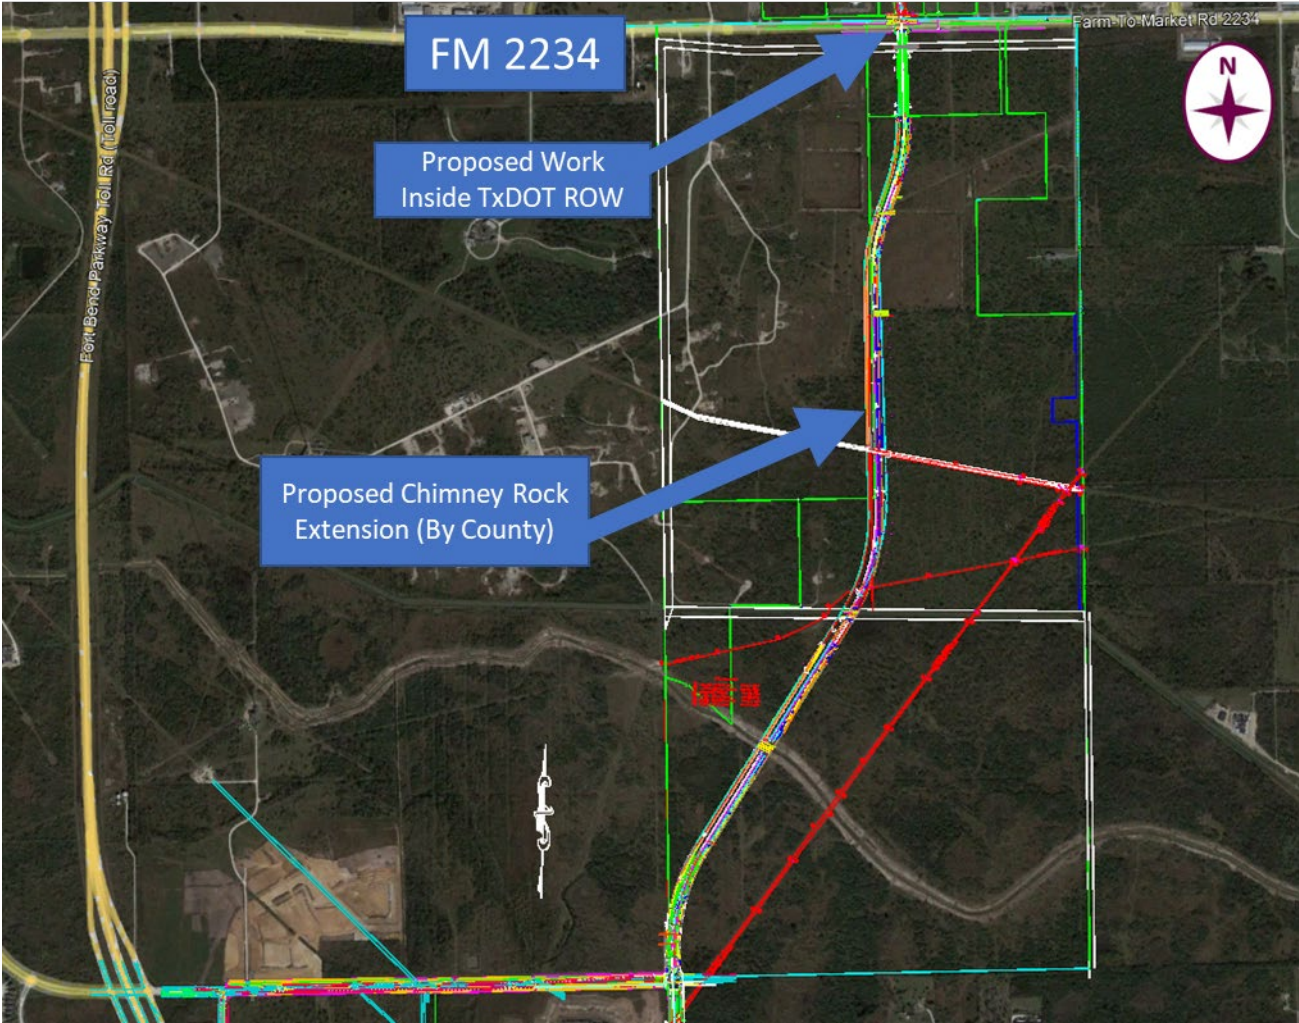 FM 2234
Farm To Market Rd 2234
N
Proposed Work
Inside TxDOT ROW
Fort Bend Parkway Toll Rd (Toll road)
Proposed Chimney Rock
Extension (By County)